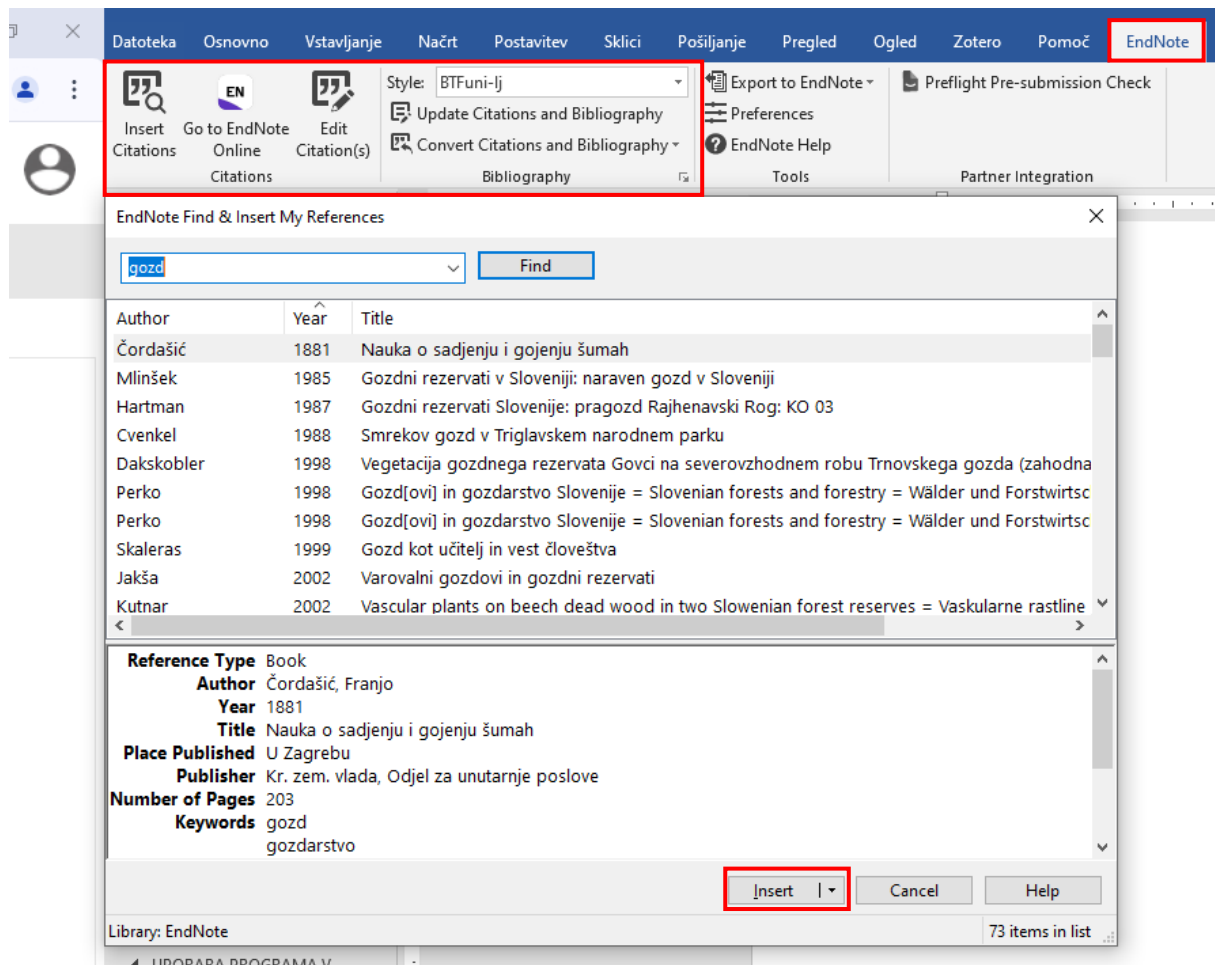 Datoteka Osnovno Vstavljanje Načrt Postavitev Sklici Pošiljanje Pregled Ogled Zotero Pomoč EndNote
Insert Citations
EN
Go to EndNote Online
Edit Citation(s)
Citations
Style: BTFuni-lj
Update Citations and Bibliography
Convert Citations and Bibliography
Bibliography
Export to EndNote
Preferences
EndNote Help
Tools
Preflight Pre-submission Check
Partner Integration
EndNote Find & Insert My References
gozd Find
Author Year Title
Čordašić 1881 Nauka o sadjenju i gojenju šumah
Mlinšek 1985 Gozdni rezervati v Sloveniji: naraven gozd v Sloveniji
Hartman 1987 Gozdni rezervati Slovenije: pragozd Rajhenavski Rog: KO 03
Cvenkel 1988 Smrekov gozd v Triglavskem narodnem parku
Dakskobler 1998 Vegetacija gozdnega rezervata Govci na severovzhodnem robu Trnovskega gozda (zahodna
Perko 1998 Gozd[ovi] in gozdarstvo Slovenije = Slovenian forests and forestry = Wälder und Forstwirtsc
Perko 1998 Gozd[ovi] in gozdarstvo Slovenije = Slovenian forests and forestry = Wälder und Forstwirtsc
Skaleras 1999 Gozd kot učitelj in vest človeštva
Jakša 2002 Varovalni gozdovi in gozdni rezervati
Kutnar 2002 Vascular plants on beech dead wood in two Slowenian forest reserves = Vaskularne rastline
Reference Type Book
Author Čordašić, Franjo
Year 1881
Title Nauka o sadjenju i gojenju šumah
Place Published U Zagrebu
Publisher Kr. zem. vlada, Odjel za unutarnje poslove
Number of Pages 203
Keywords gozd
gozdarstvo
Insert Cancel Help
Library: EndNote 73 items in list
UPORABA PROGRAMA V